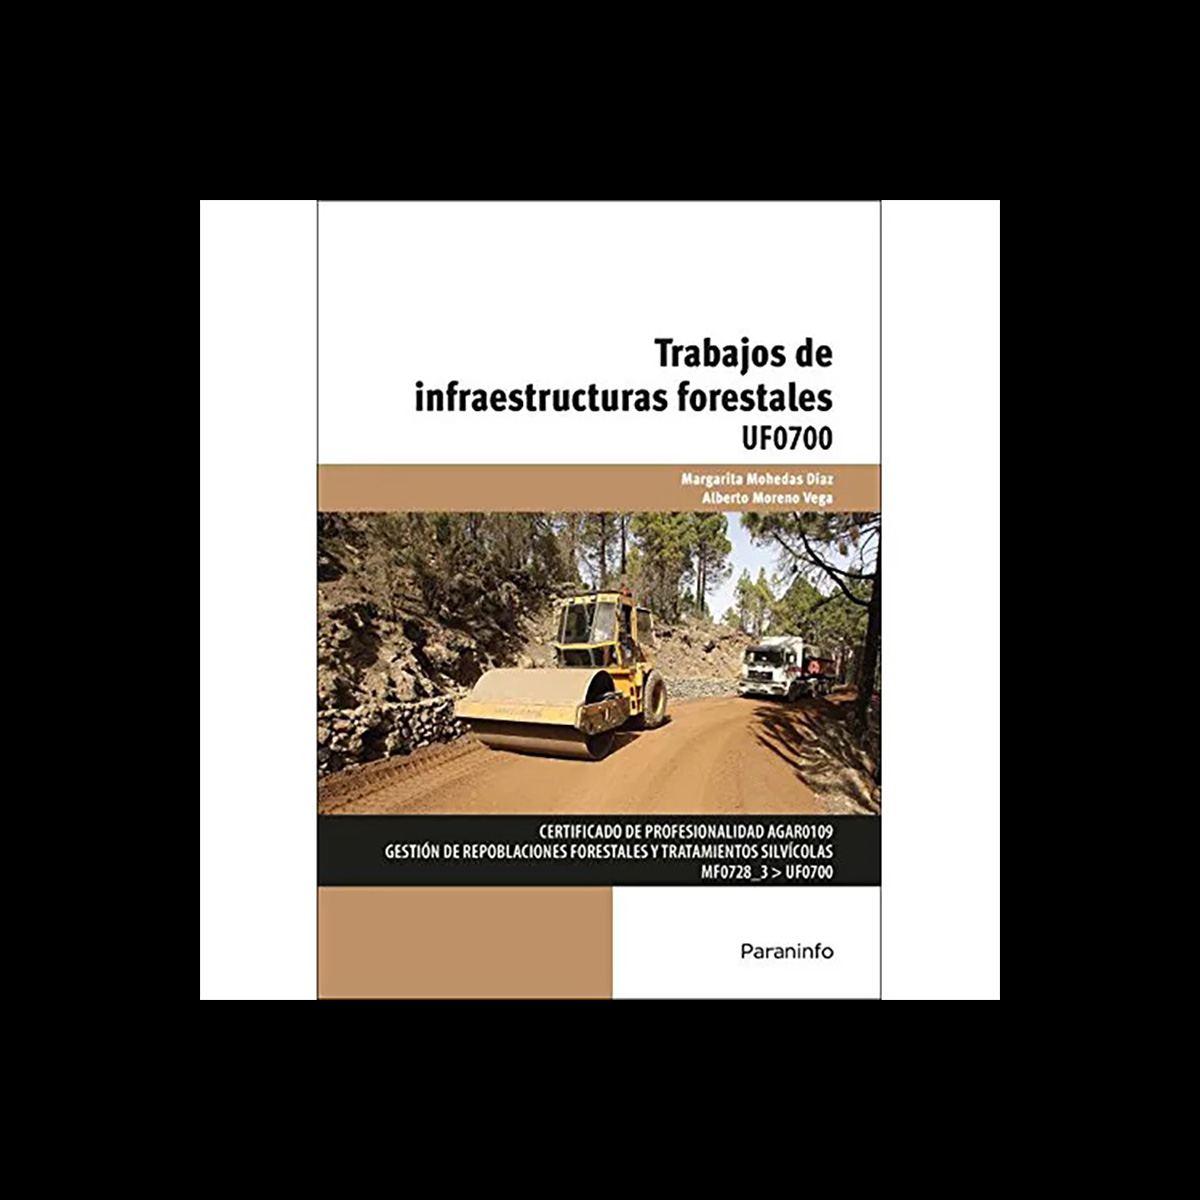 Trabajos de
infraestructuras forestales
UF0700
Margarita Mohedas Díaz
Alberto Moreno Vega
CERTIFICADO DE PROFESIONALIDAD AGAR0109
GESTIÓN DE REPOBLACIONES FORESTALES Y TRATAMIENTOS SILVÍCOLAS
MF0728_3 > UF0700
Paraninfo